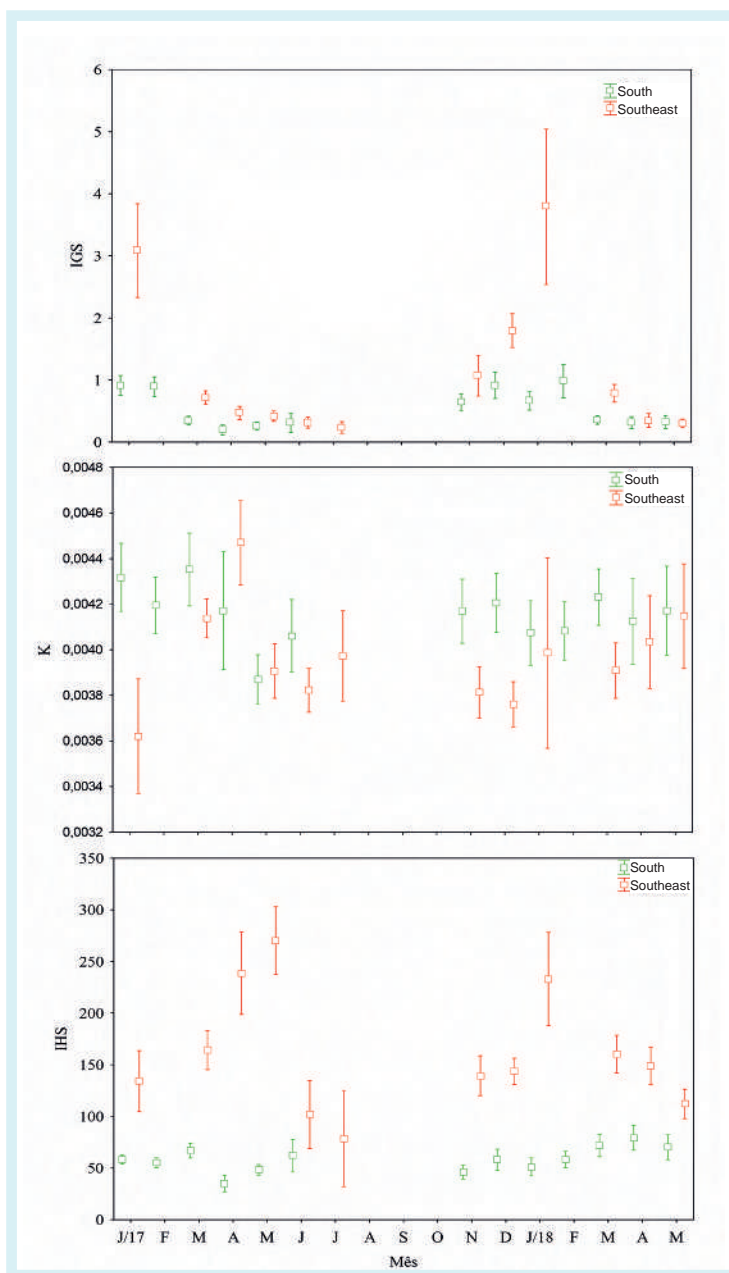 6
5
4
3
2
1
0
IGS
South
Southeast
0,0048
0,0046
0,0044
0,0042
0,0040
0,0038
0,0036
0,0034
0,0032
K
South
Southeast
350
300
250
200
150
100
50
0
IHS
South
Southeast
J/17 F M A M J J A S O N D J/18 F M A M
Mês